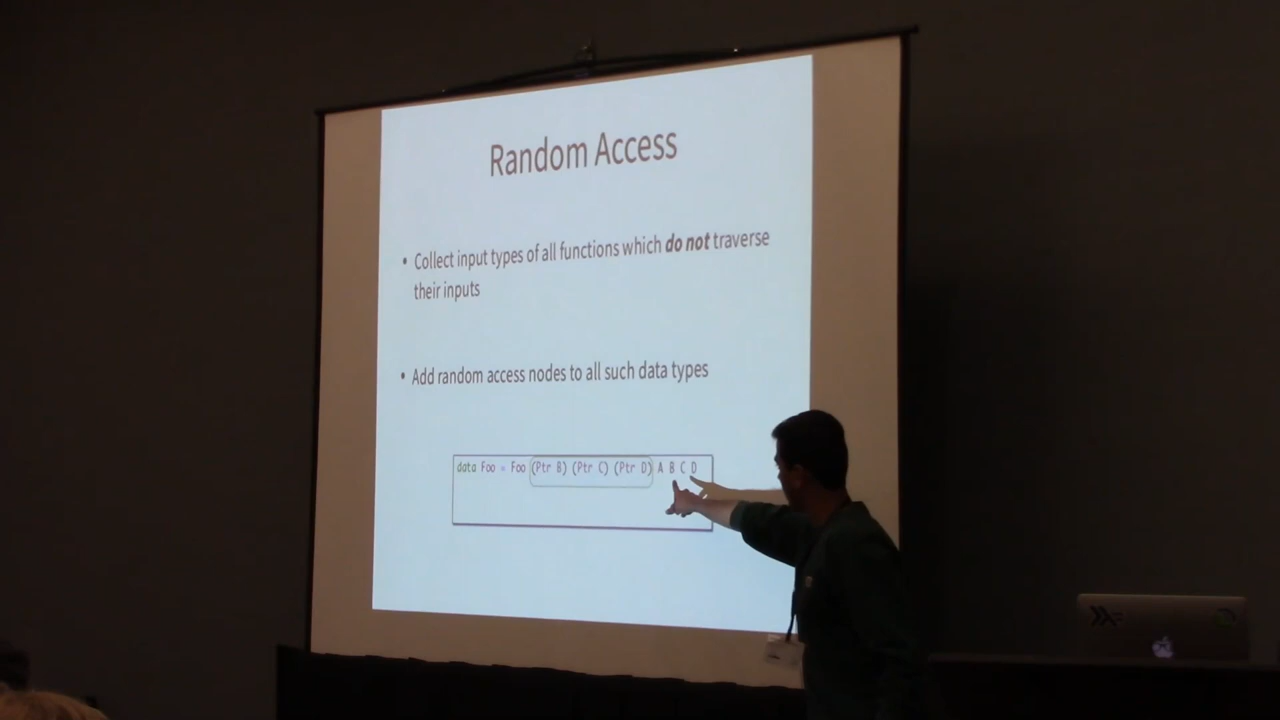 Random Access
• Collect input types of all functions which do not traverse
their inputs
• Add random access nodes to all such data types
data Foo = Foo (Ptr B) (Ptr C) (Ptr D) A B C D